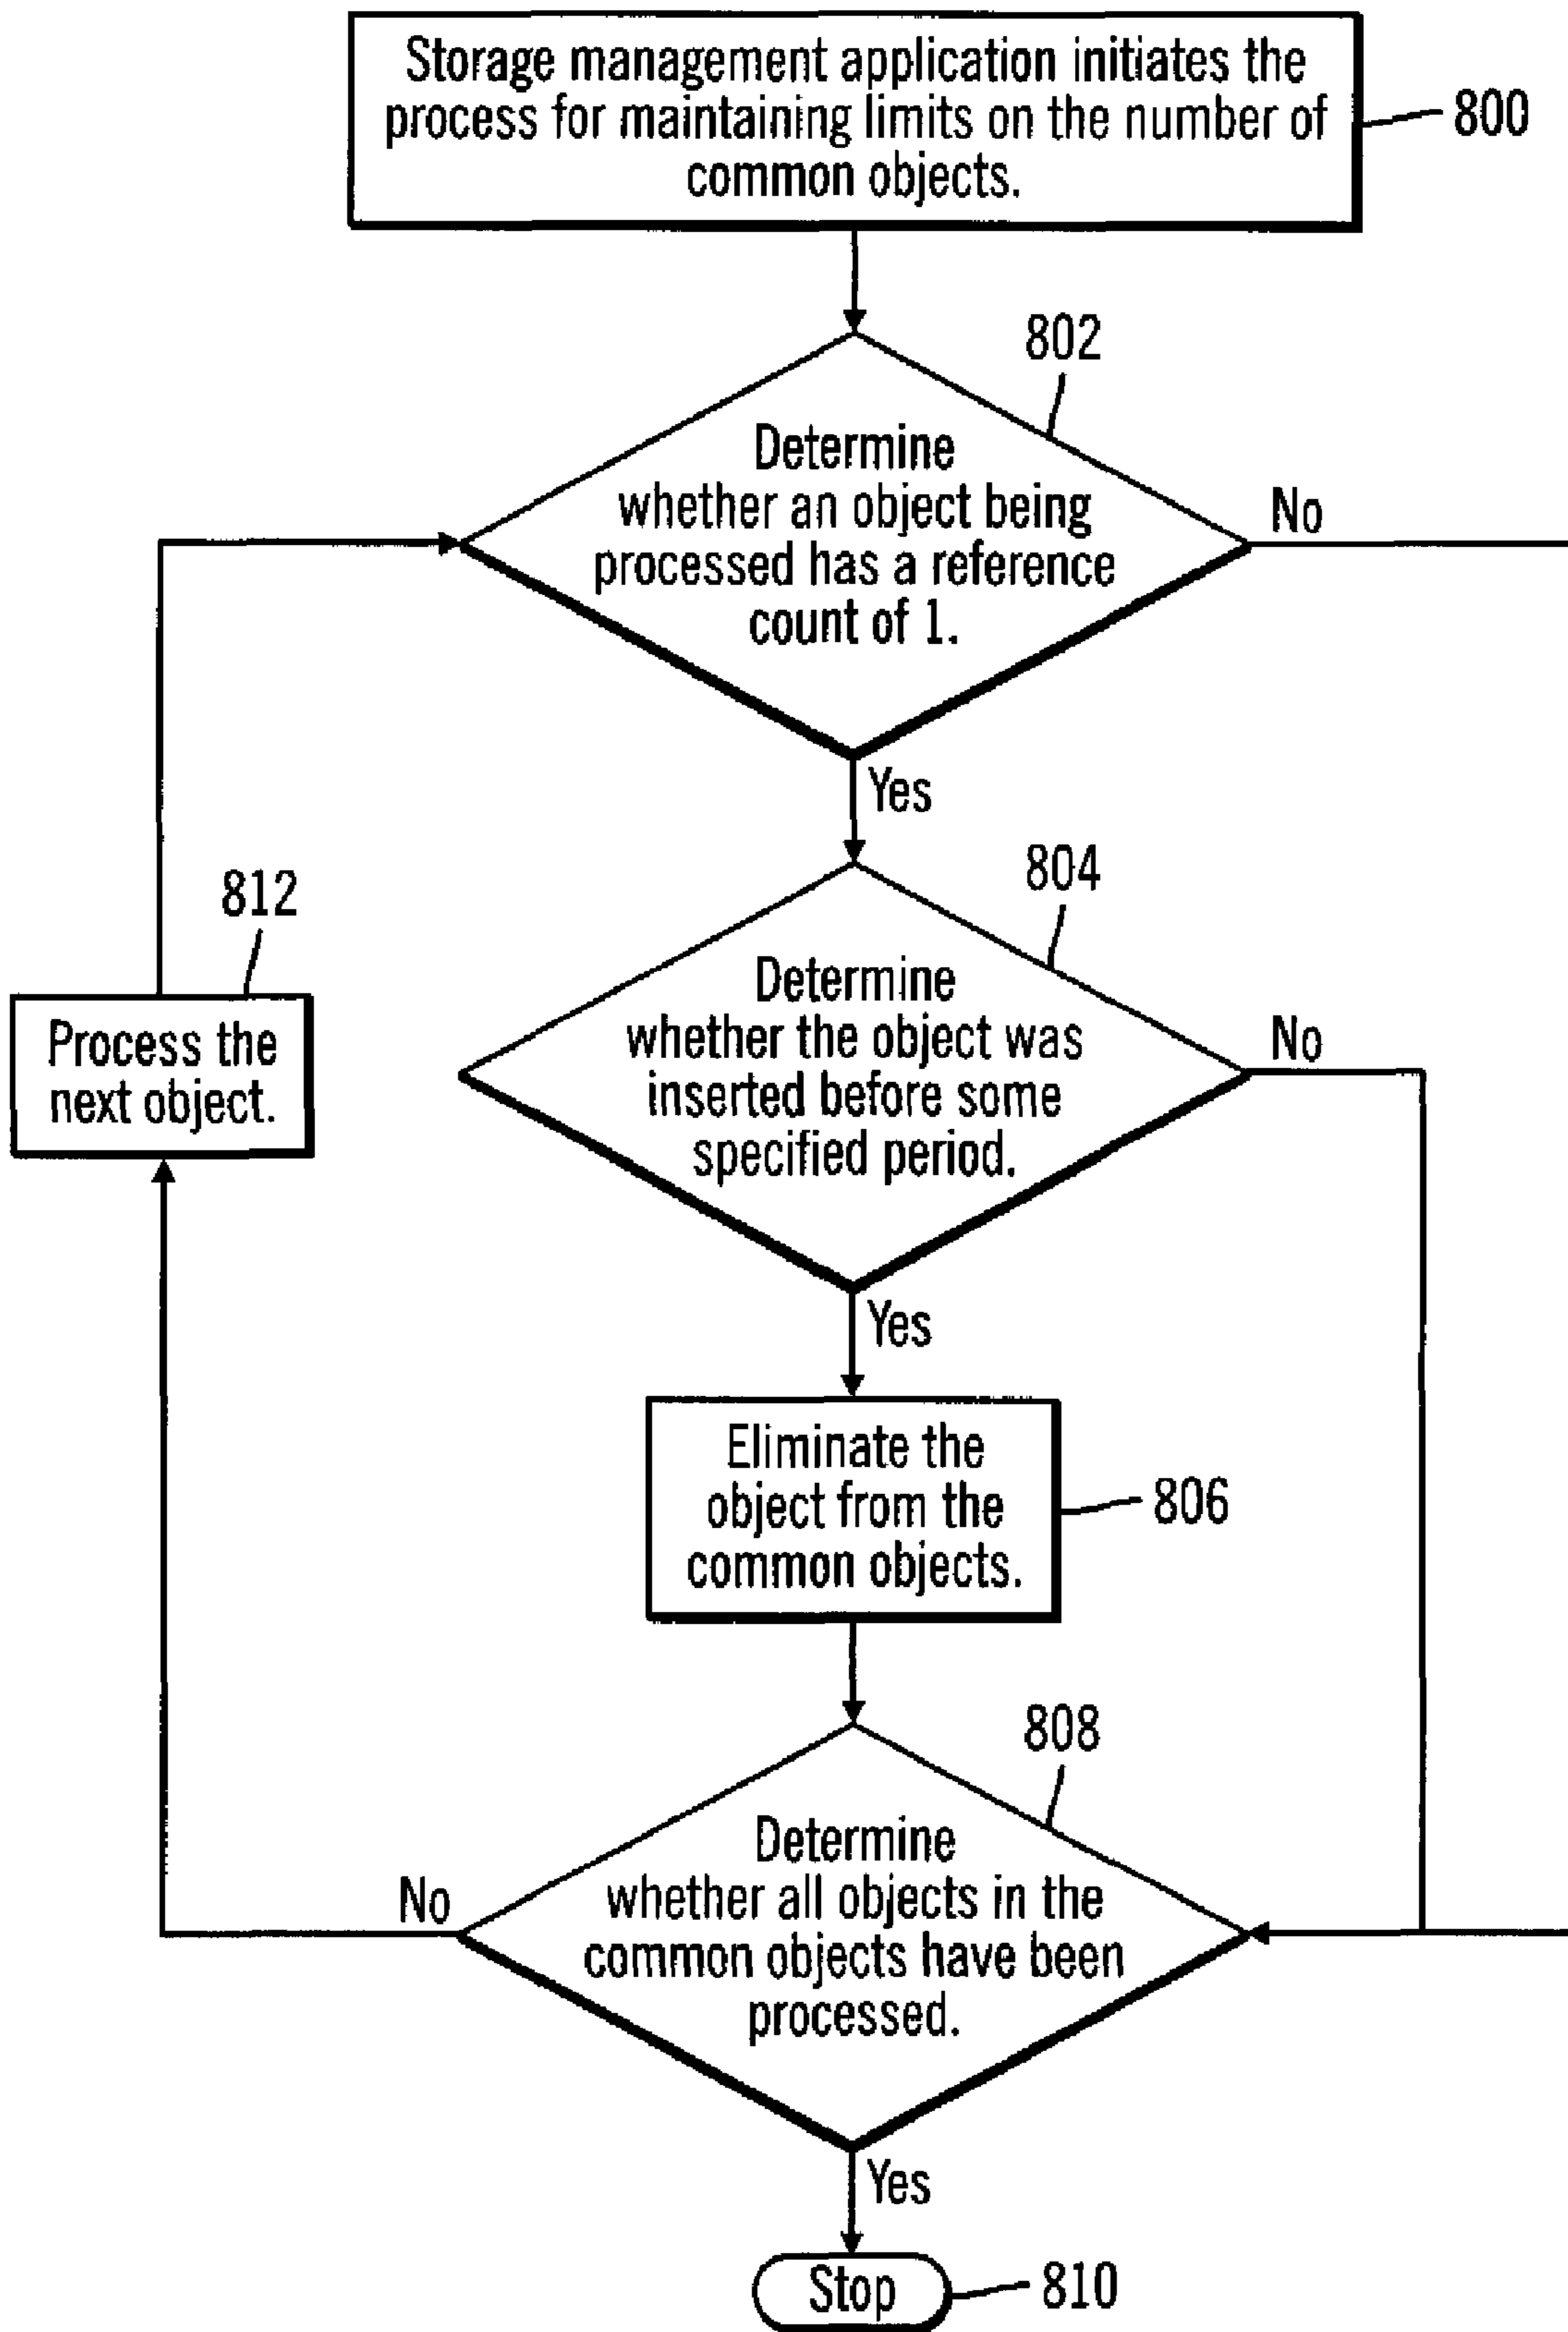 Storage management application initiates the
process for maintaining limits on the number of
common objects.
800
802
Determine
whether an object being
processed has a reference
count of 1.
No
Yes
804
812
Determine
whether the object was
inserted before some
specified period.
No
Process the
next object.
Yes
Eliminate the
object from the
common objects.
806
808
Determine
whether all objects in the
common objects have been
processed.
No
Yes
Stop
810